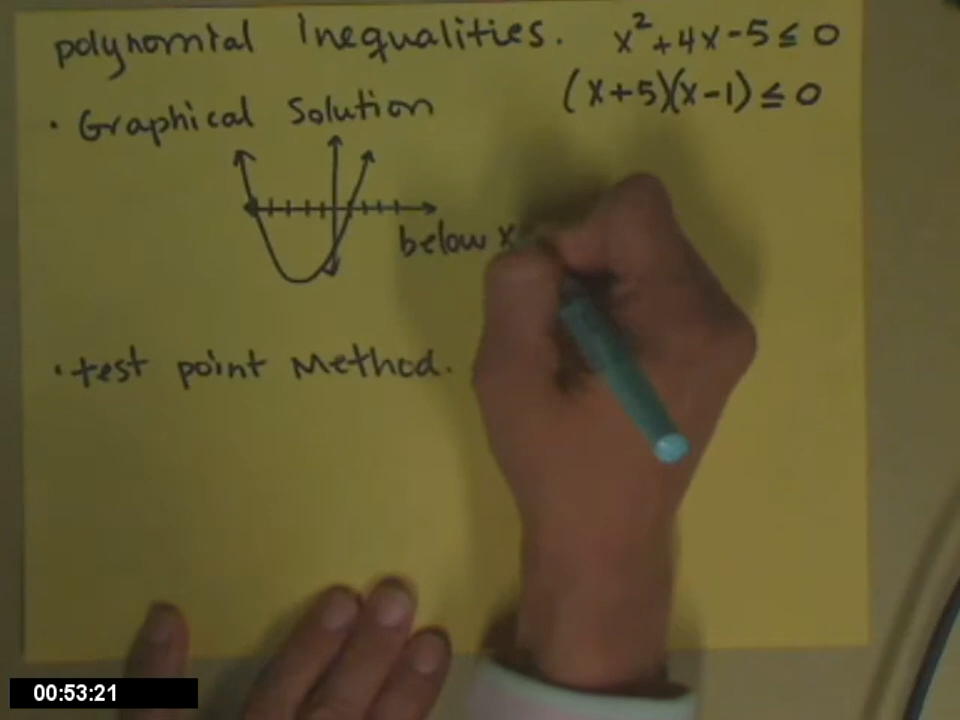 polynomial Inequalities. x²+4x-5≤0
(x+5)(x-1)≤0
• Graphical Solution
below x
• test point Method.
00:53:21